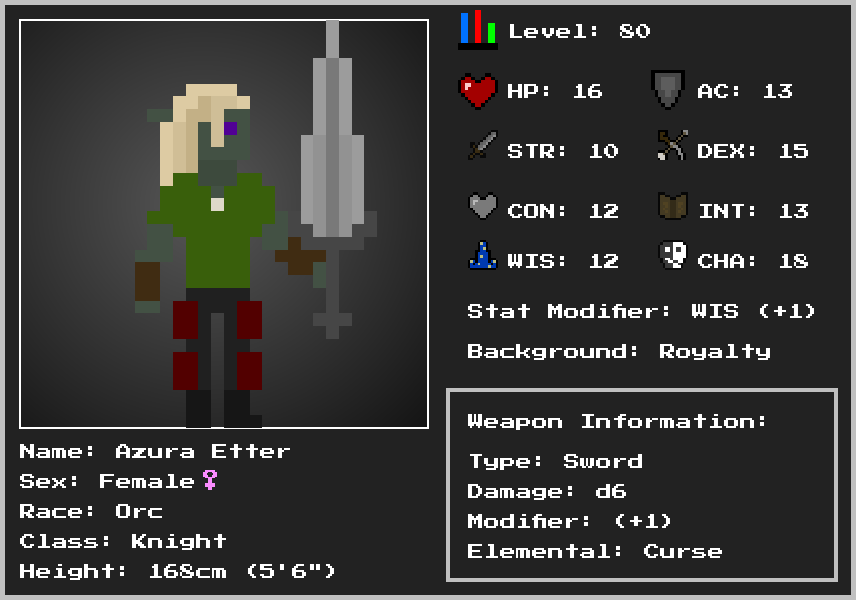 Level: 80
HP: 16
AC: 13
STR: 10
DEX: 15
CON: 12
INT: 13
WIS: 12
CHA: 18
Stat Modifier: WIS (+1)
Background: Royalty
Weapon Information:
Type: Sword
Damage: d6
Modifier: (+1)
Elemental: Curse
Name: Azura Etter
Sex: Female♀
Race: Orc
Class: Knight
Height: 168cm (5'6")